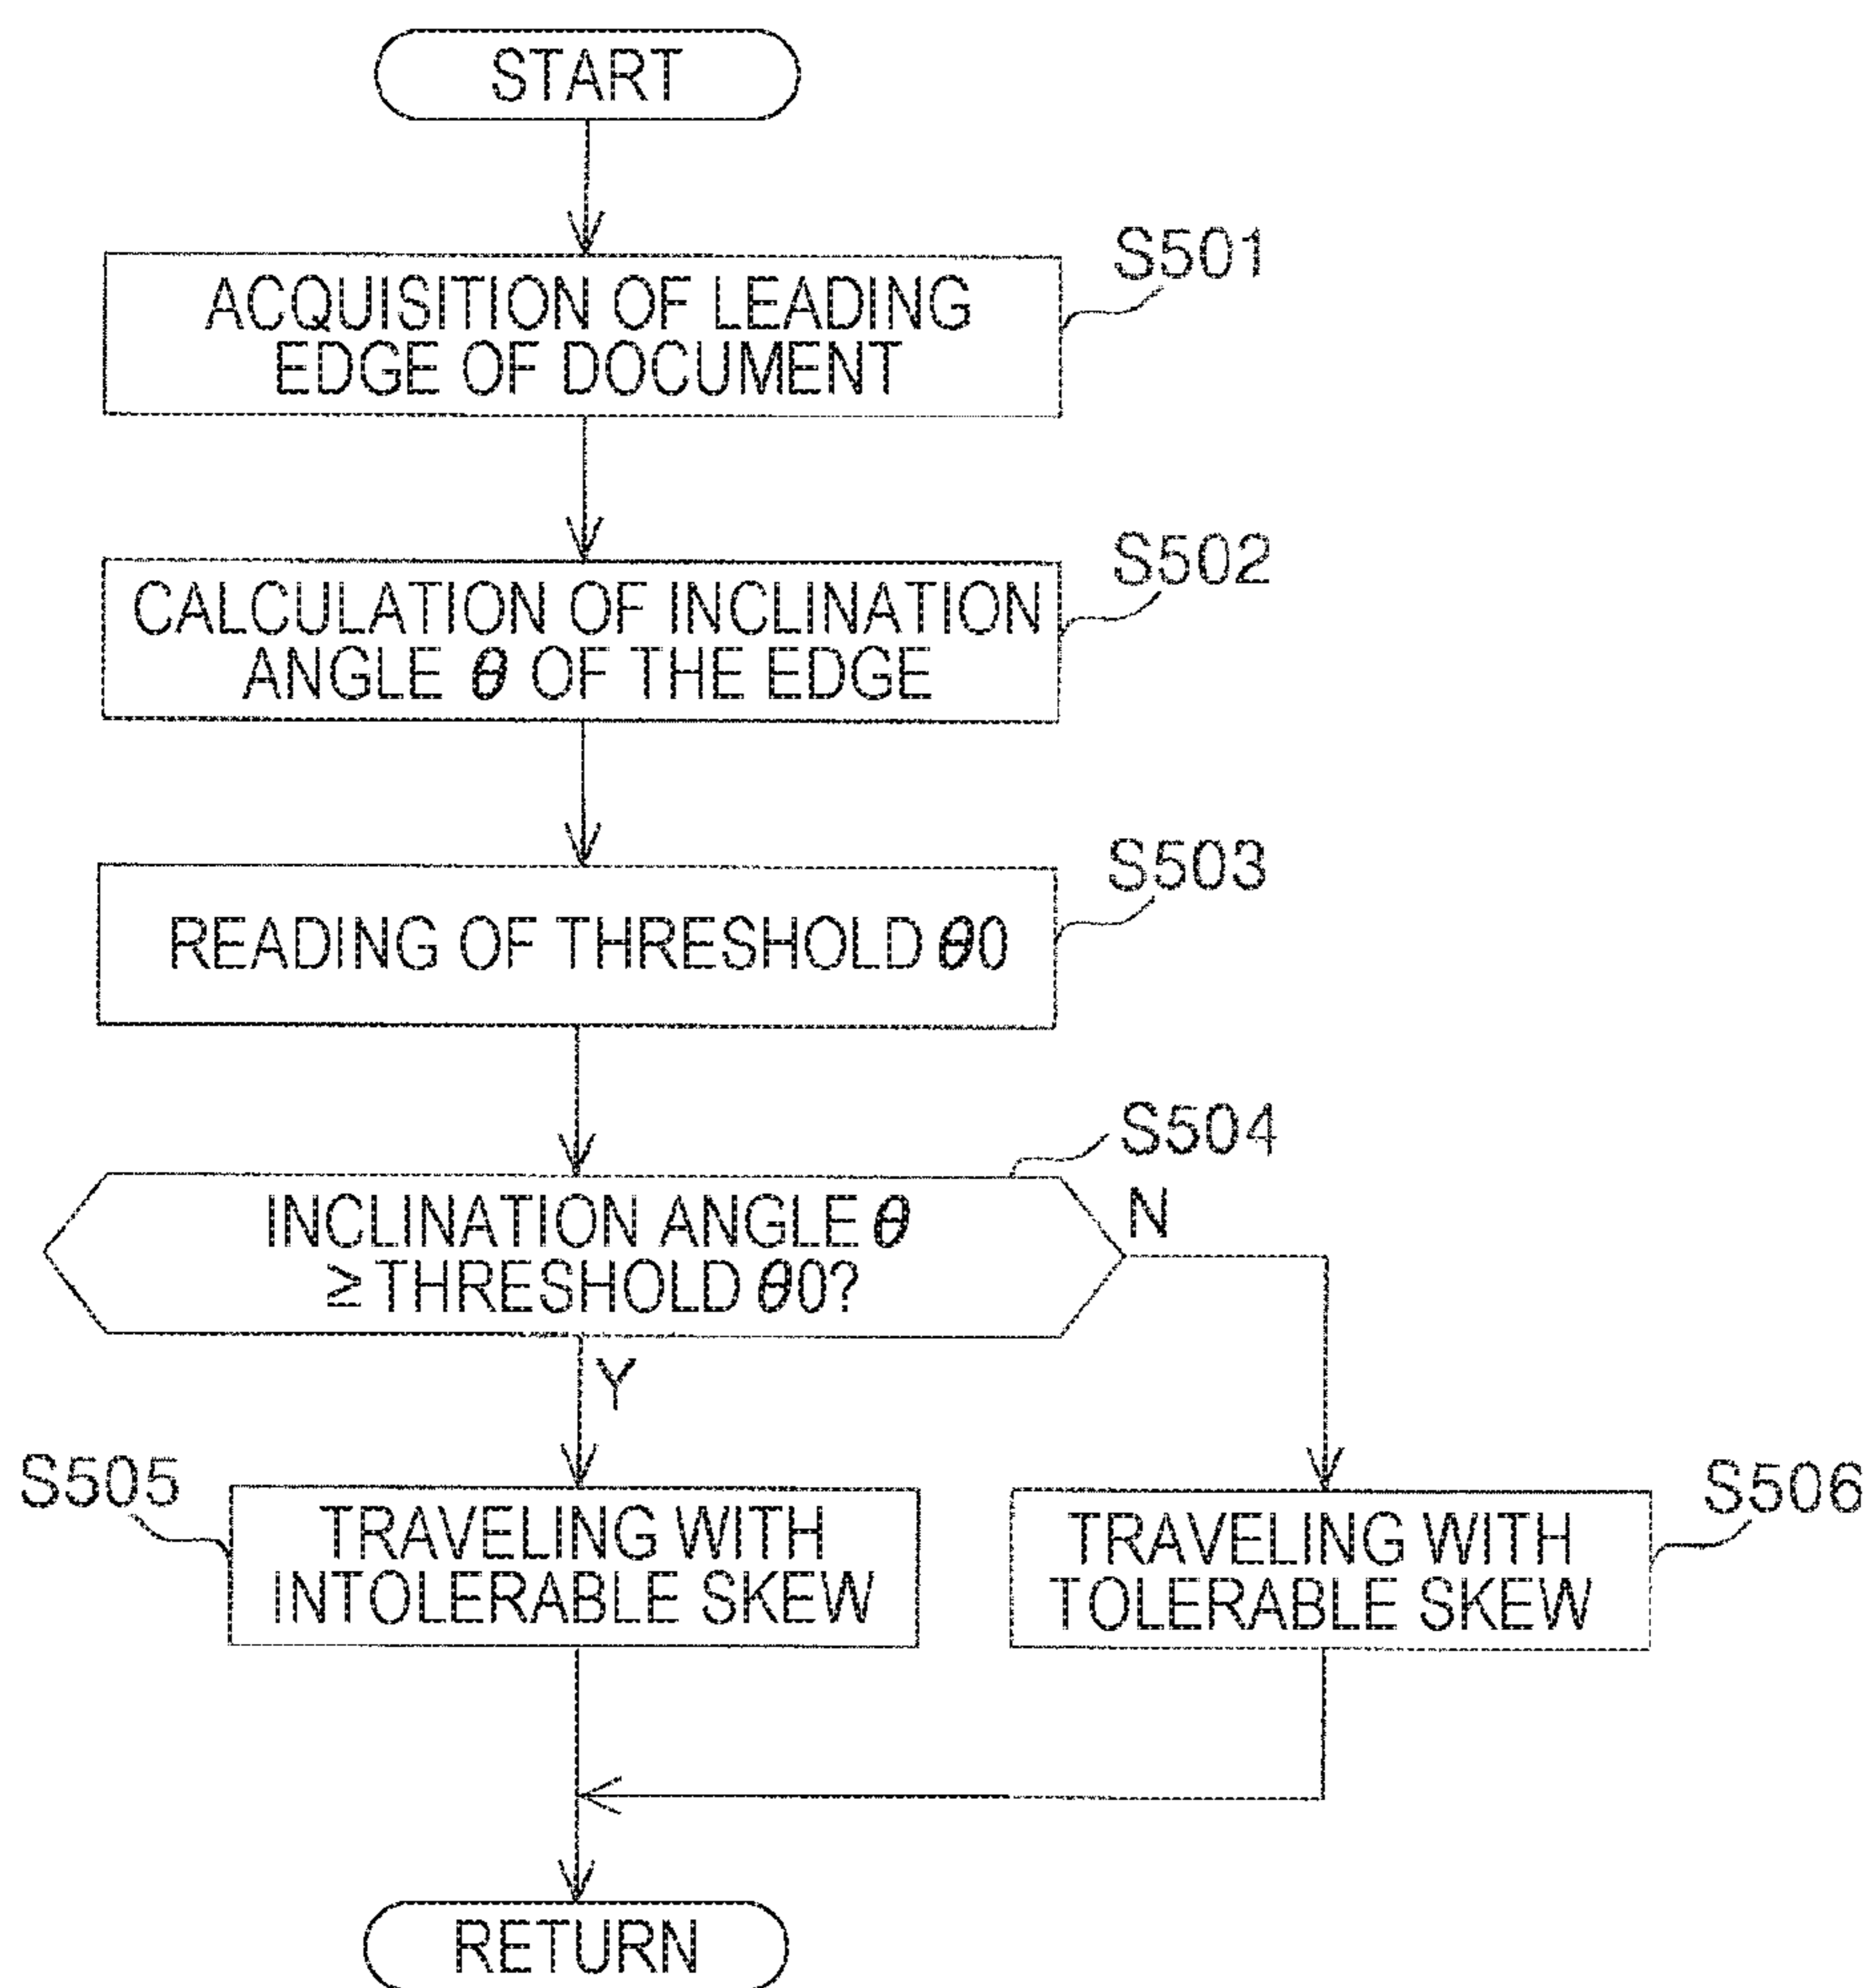 START
S501
ACQUISITION OF LEADING
EDGE OF DOCUMENT
S502
CALCULATION OF INCLINATION
ANGLE θ OF THE EDGE
S503
READING OF THRESHOLD θ0
S504
INCLINATION ANGLE θ
≥ THRESHOLD θ0?
N
Y
S505
TRAVELING WITH
INTOLERABLE SKEW
S506
TRAVELING WITH
TOLERABLE SKEW
RETURN